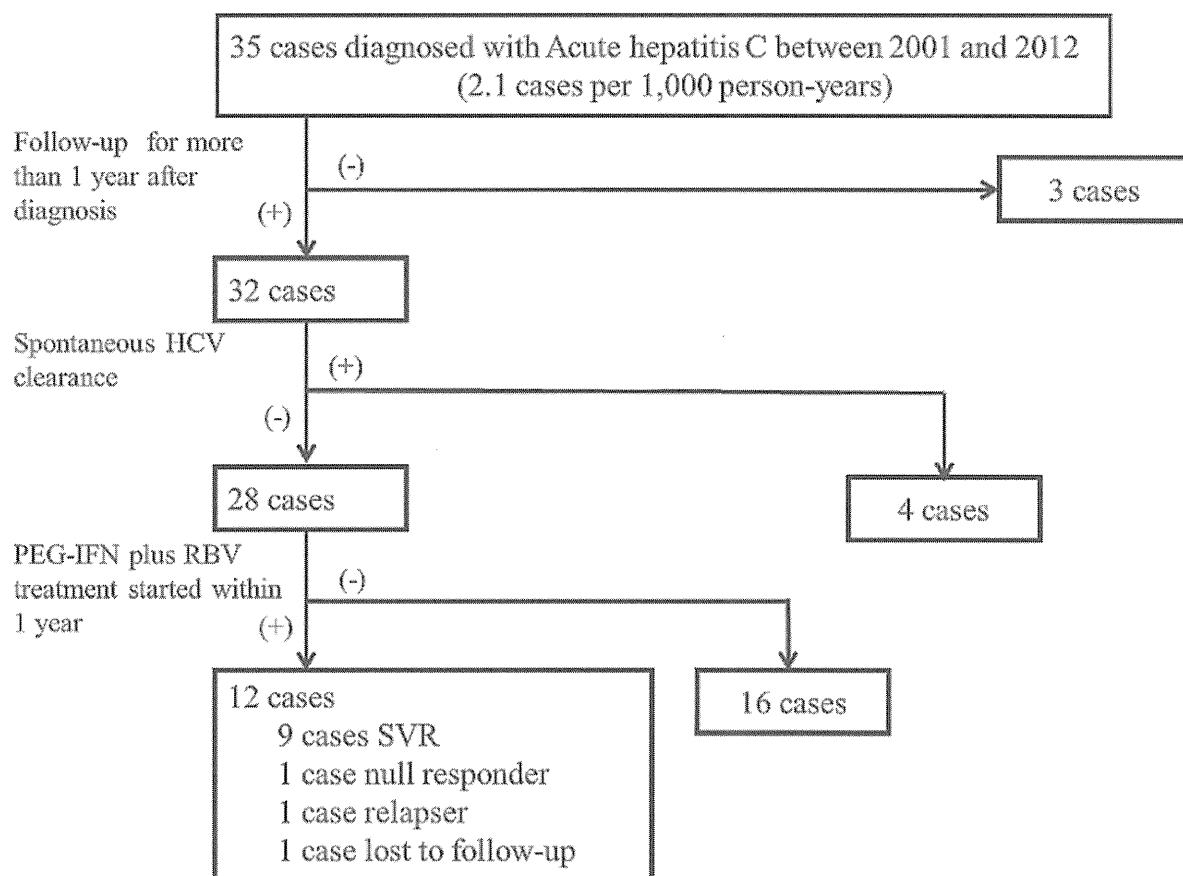 35 cases diagnosed with Acute hepatitis C between 2001 and 2012
(2.1 cases per 1,000 person-years)
Follow-up for more
than 1 year after
diagnosis
(-)
(+)
3 cases
32 cases
Spontaneous HCV
clearance
(+)
(-)
28 cases
4 cases
PEG-IFN plus RBV
treatment started within
1 year
(-)
(+)
12 cases
9 cases SVR
1 case null responder
1 case relapser
1 case lost to follow-up
16 cases